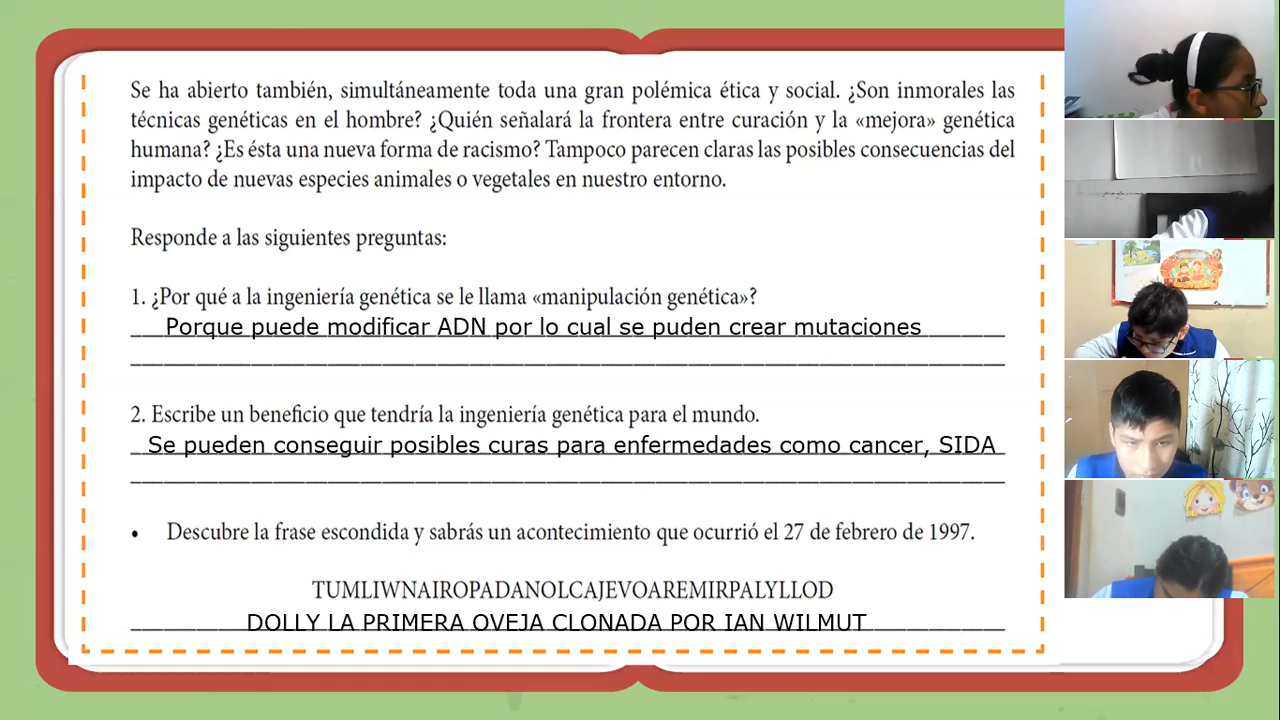 Se ha abierto también, simultáneamente toda una gran polémica ética y social. ¿Son inmorales las
técnicas genéticas en el hombre? ¿Quién señalará la frontera entre curación y la «mejora» genética
humana? ¿Es ésta una nueva forma de racismo? Tampoco parecen claras las posibles consecuencias del
impacto de nuevas especies animales o vegetales en nuestro entorno.
Responde a las siguientes preguntas:
1. ¿Por qué a la ingeniería genética se le llama «manipulación genética»?
Porque puede modificar ADN por lo cual se puden crear mutaciones
2. Escribe un beneficio que tendría la ingeniería genética para el mundo.
Se pueden conseguir posibles curas para enfermedades como cancer, SIDA
• Descubre la frase escondida y sabrás un acontecimiento que ocurrió el 27 de febrero de 1997.
TUMLIWNAIROPADANOLCAJEVOAREMIRPALYLLOD
DOLLY LA PRIMERA OVEJA CLONADA POR IAN WILMUT